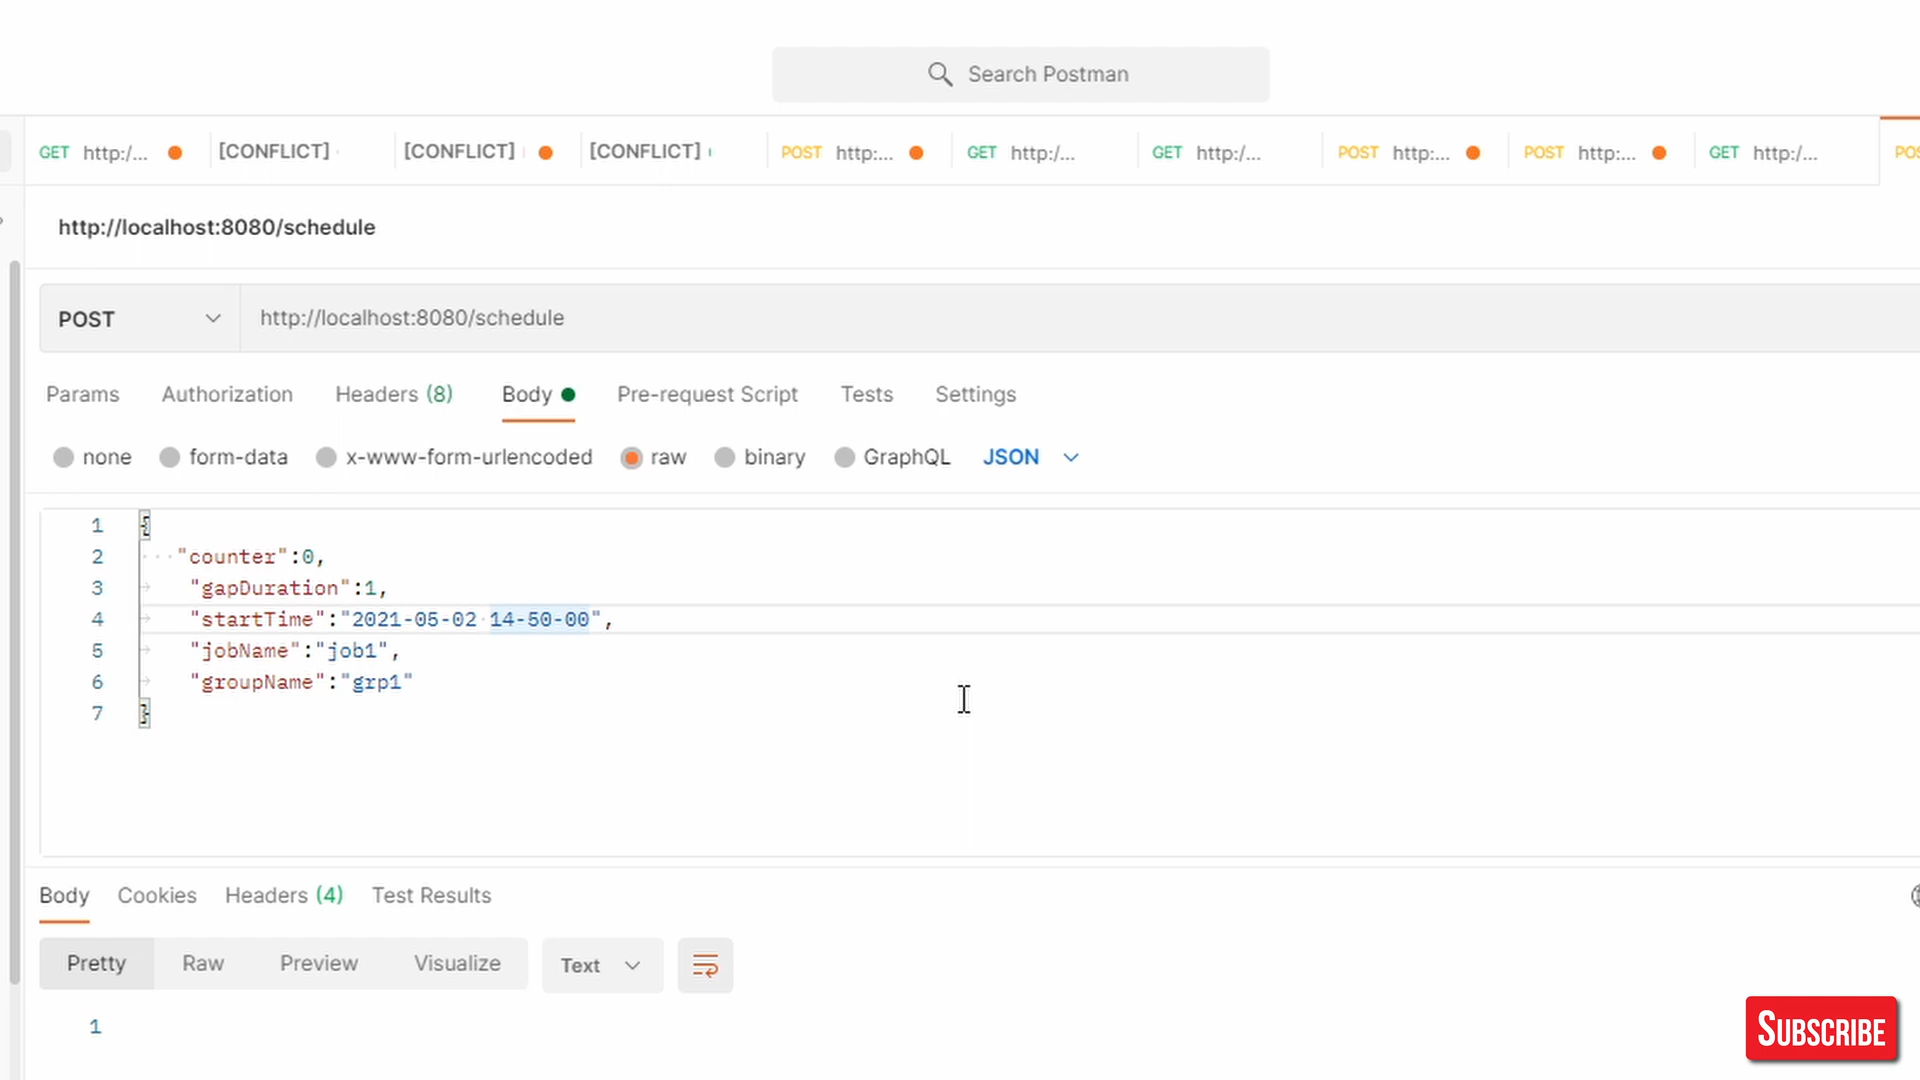 Search Postman
GET http:/... [CONFLICT] [CONFLICT] [CONFLICT] POST http:... GET http:/... GET http:/... POST http:... POST http:... GET http:/... POS
http://localhost:8080/schedule
POST http://localhost:8080/schedule
Params Authorization Headers (8) Body Pre-request Script Tests Settings
none form-data x-www-form-urlencoded raw binary GraphQL JSON
1 {
2 "counter":0,
3 "gapDuration":1,
4 "startTime":"2021-05-02 14-50-00",
5 "jobName":"job1",
6 "groupName":"grp1"
7 }
Body Cookies Headers (4) Test Results
Pretty Raw Preview Visualize Text
1
SUBSCRIBE